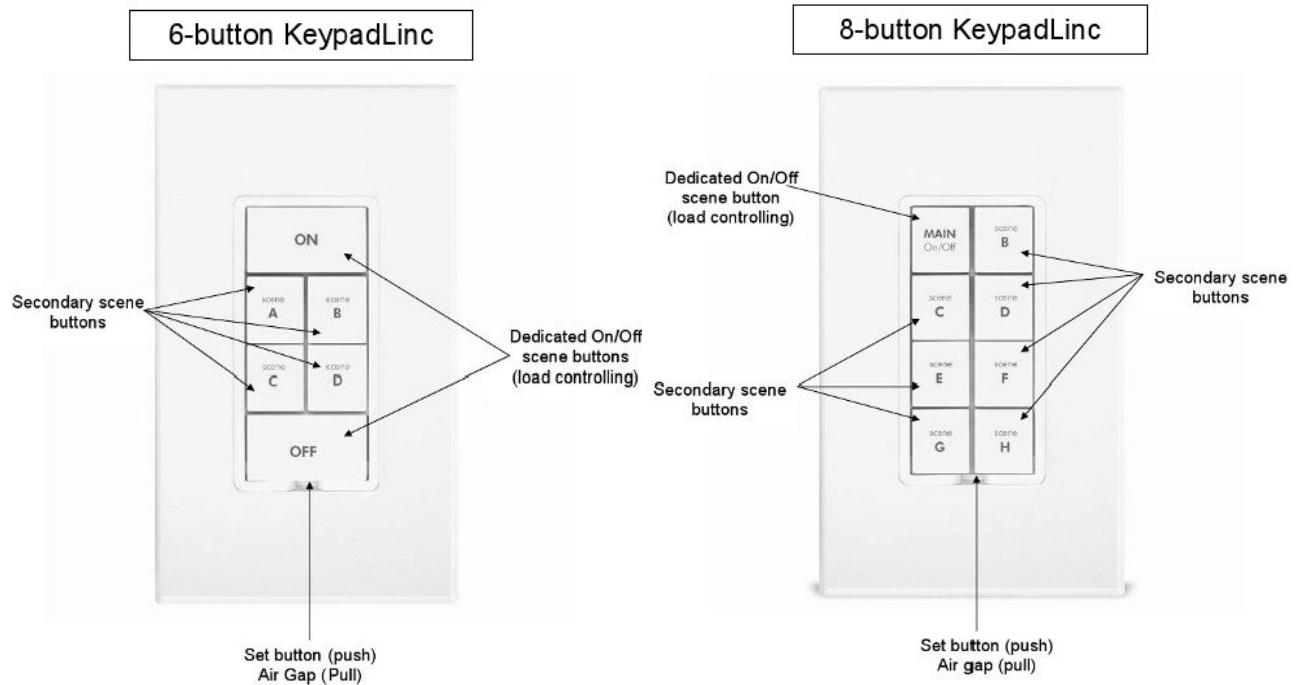 6-button KeypadLinc
8-button KeypadLinc
ON
scene
A
scene
B
scene
C
scene
D
OFF
Secondary scene
buttons
Dedicated On/Off
scene buttons
(load controlling)
Set button (push)
Air Gap (Pull)
Dedicated On/Off
scene button
(load controlling)
MAIN
On/Off
scene
B
scene
C
scene
D
scene
E
scene
F
scene
G
scene
H
Secondary scene
buttons
Secondary scene
buttons
Set button (push)
Air gap (pull)